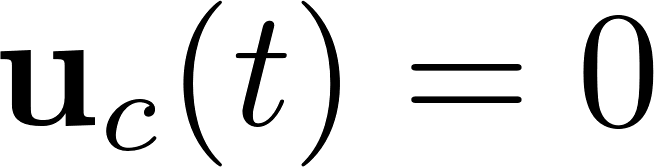 𝐮_c(t) = 0